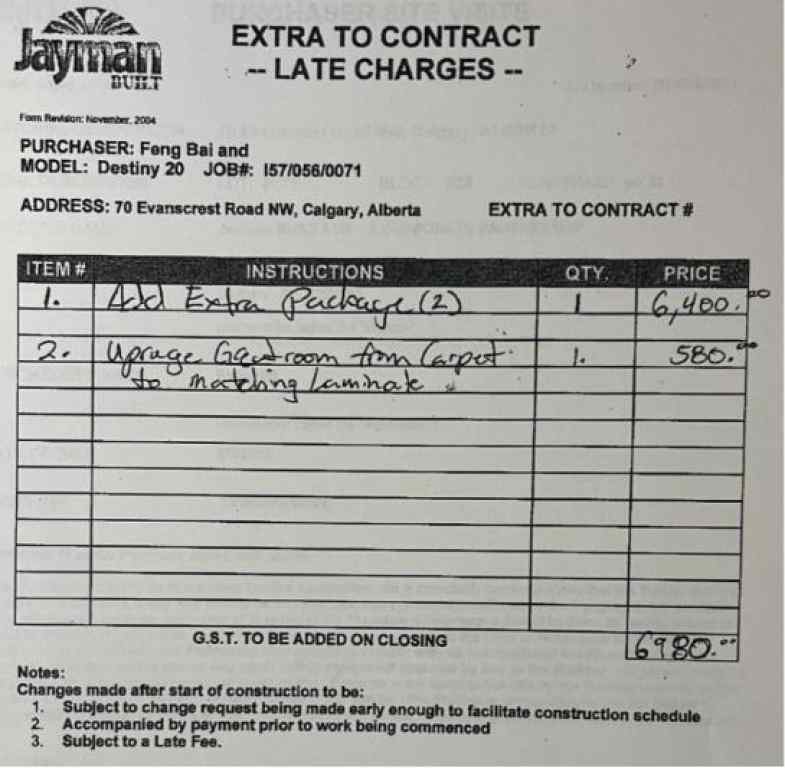 Jayman
BUILT
EXTRA TO CONTRACT
-- LATE CHARGES --
Form Revision: November, 2004
PURCHASER: Feng Bai and
MODEL: Destiny 20 JOB#: I57/056/0071
ADDRESS: 70 Evanscrest Road NW, Calgary, Alberta EXTRA TO CONTRACT #
ITEM # INSTRUCTIONS QTY. PRICE
1. Add Extra Package (2) 1 6,400.00
2. from Carpet 1. 580.00
to matching Laminate
G.S.T. TO BE ADDED ON CLOSING 6980.00
Notes:
Changes made after start of construction to be:
1. Subject to change request being made early enough to facilitate construction schedule
2. Accompanied by payment prior to work being commenced
3. Subject to a Late Fee.